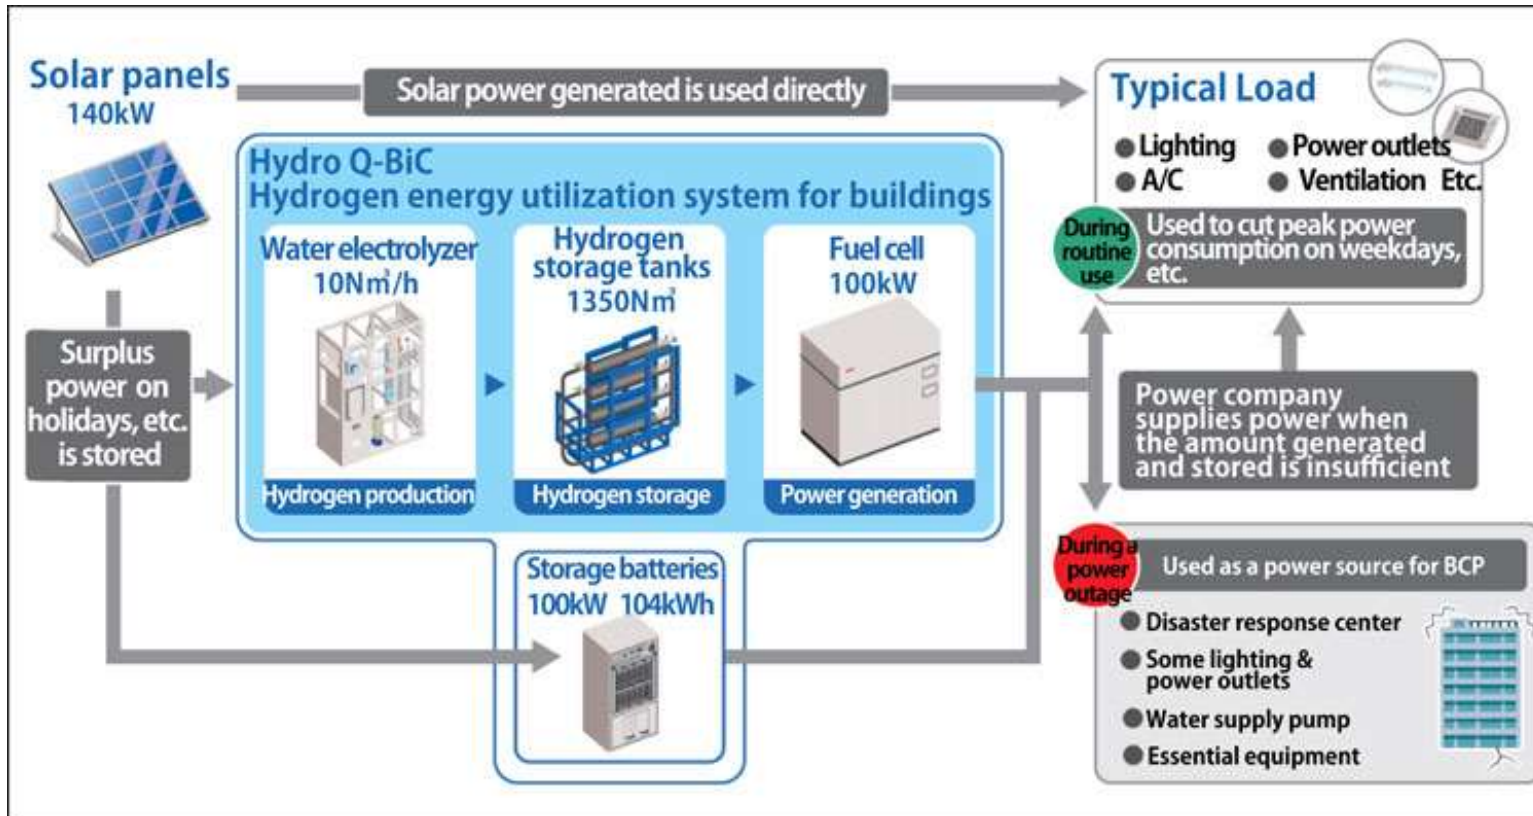 Solar panels
140kW
Solar power generated is used directly
Typical Load
Lighting
Power outlets
A/C
Ventilation Etc.
During
routine
use
Used to cut peak power
consumption on weekdays,
etc.
Hydro Q-BiC
Hydrogen energy utilization system for buildings
Water electrolyzer
10N㎥/h
Hydrogen production
Hydrogen
storage tanks
1350N㎥
Hydrogen storage
Fuel cell
100kW
Power generation
Surplus
power on
holidays, etc.
is stored
Power company
supplies power when
the amount generated
and stored is insufficient
Storage batteries
100kW 104kWh
During a
power
outage
Used as a power source for BCP
Disaster response center
Some lighting &
power outlets
Water supply pump
Essential equipment